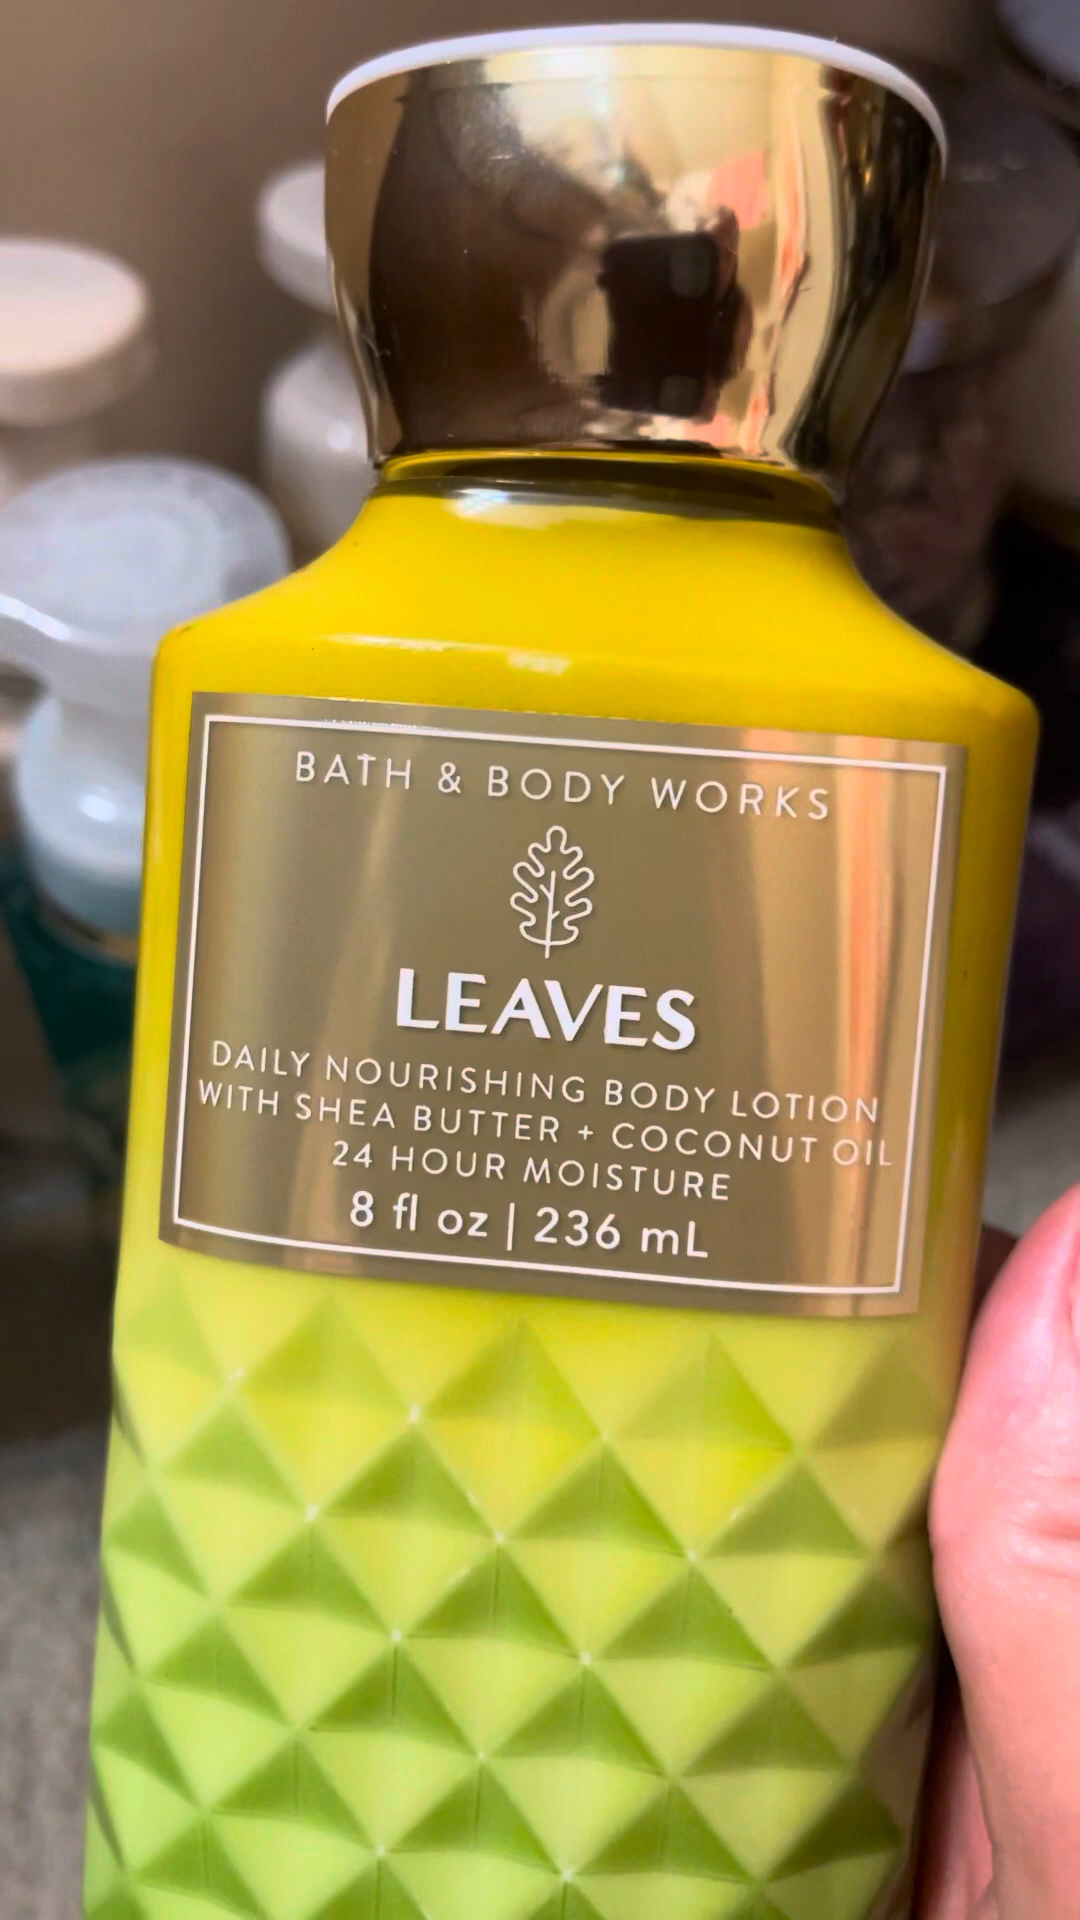 BATH & BODY WORKS
LEAVES
DAILY NOURISHING BODY LOTION
WITH SHEA BUTTER + COCONUT OIL
24 HOUR MOISTURE
8 fl oz | 236 mL